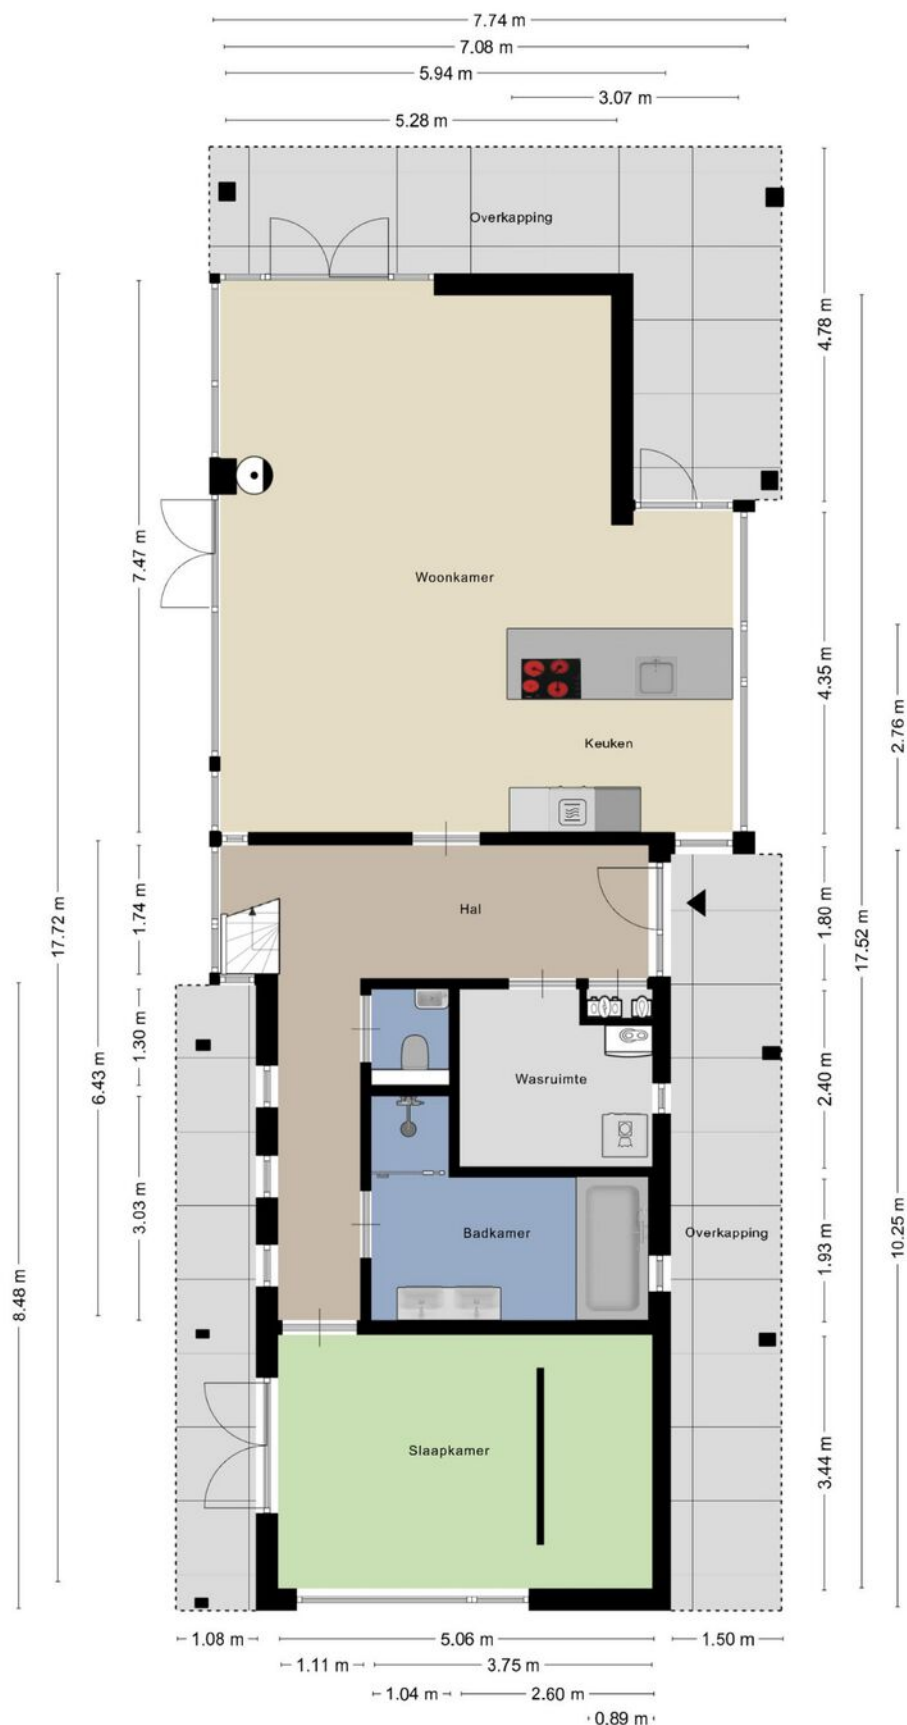 7.74 m
7.08 m
5.94 m
3.07 m
5.28 m
Overkapping
4.78 m
7.47 m
Woonkamer
4.35 m
2.76 m
Keuken
17.72 m
1.74 m
Hal
1.80 m
17.52 m
1.30 m
6.43 m
Wasruimte
2.40 m
3.03 m
Badkamer
Overkapping
1.93 m
10.25 m
8.48 m
Slaapkamer
3.44 m
1.08 m
5.06 m
1.50 m
1.11 m
3.75 m
1.04 m
2.60 m
0.89 m